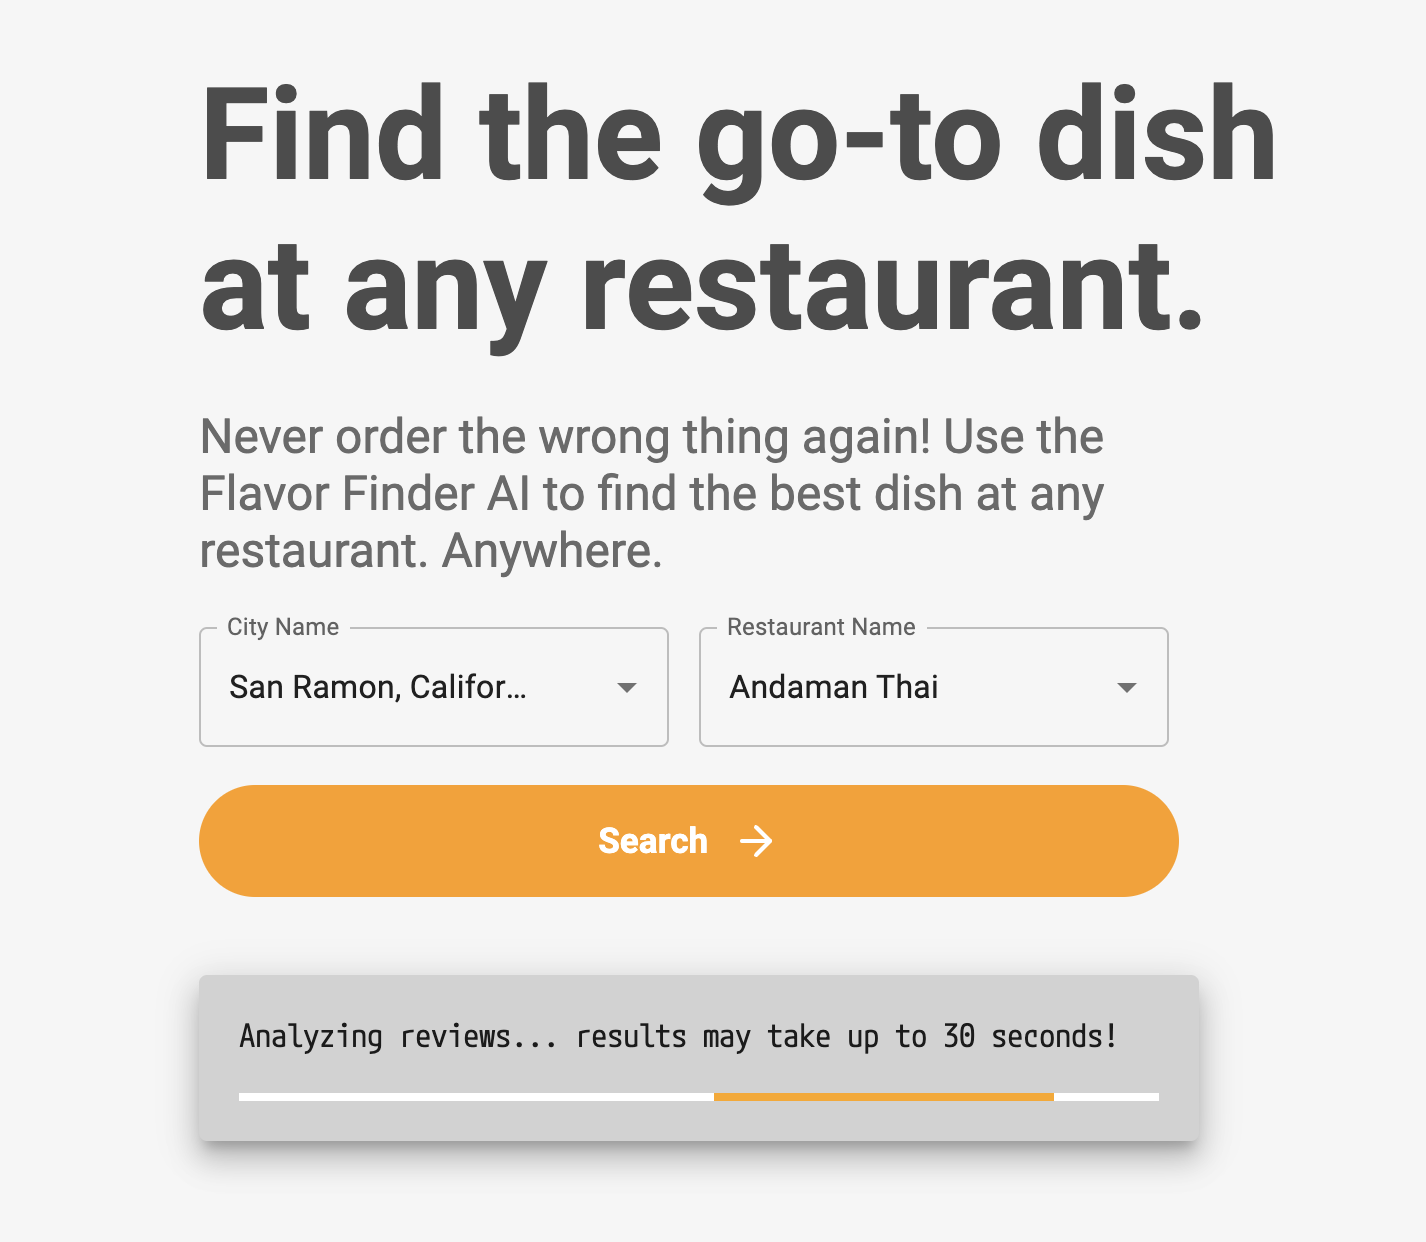 Find the go-to dish
at any restaurant.
Never order the wrong thing again! Use the
Flavor Finder AI to find the best dish at any
restaurant. Anywhere.
City Name
San Ramon, Califor...
Restaurant Name
Andaman Thai
Search
Analyzing reviews... results may take up to 30 seconds!